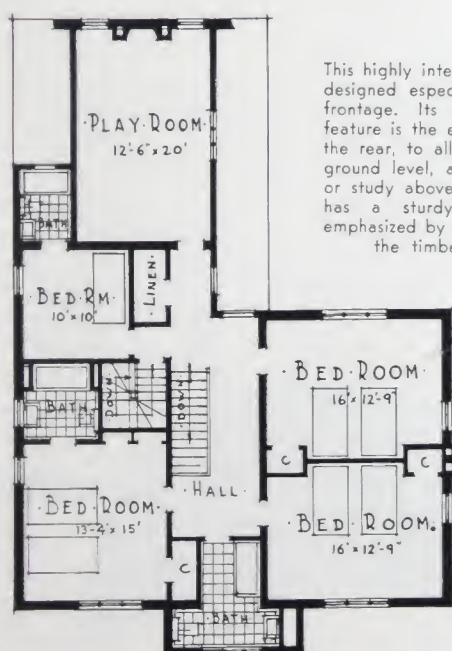 This highly inte
designed espec
frontage. Its
feature is the e
the rear, to all
ground level, a
or study above
has a sturdy
emphasized by
the timbe
·PLAY·ROOM·
12'-6" x 20'
BATH
BED·RM·
10' x 10'
LINEN
DOWN
DOWN
BATH
·BED·ROOM·
16' x 12'-9"
C
C
·BED·ROOM·
13-4 x 15'
·HALL·
C
·BED·ROOM·
16' x 12'-9"
·BATH·